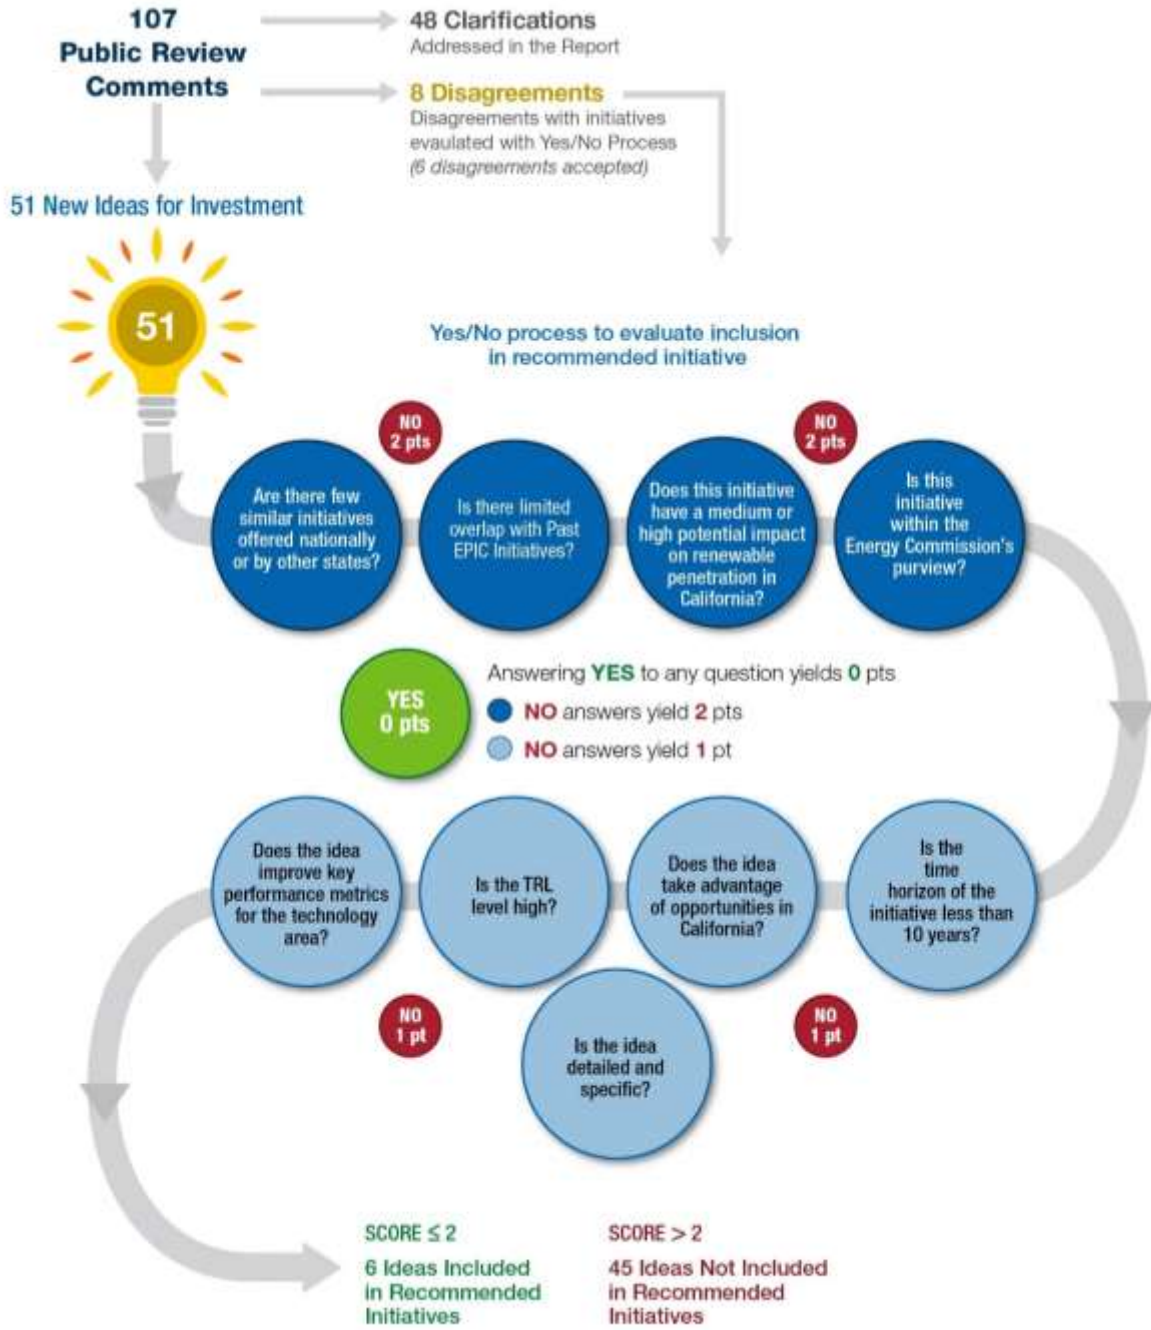 107
Public Review
Comments
48 Clarifications
Addressed in the Report
8 Disagreements
Disagreements with initiatives
evaulated with Yes/No Process
(6 disagreements accepted)
51 New Ideas for Investment
51
Yes/No process to evaluate inclusion
in recommended initiative
NO
2 pts
NO
2 pts
Are there few
similar initiatives
offered nationally
or by other states?
Is there limited
overlap with Past
EPIC Initiatives?
Does this initiative
have a medium or
high potential impact
on renewable
penetration in
California?
Is this
initiative
within the
Energy Commission's
purview?
YES
0 pts
Answering YES to any question yields 0 pts
NO answers yield 2 pts
NO answers yield 1 pt
Does the idea
improve key
performance metrics
for the technology
area?
Is the TRL
level high?
Does the idea
take advantage
of opportunities in
California?
Is the
time
horizon of the
initiative less than
10 years?
NO
1 pt
NO
1 pt
Is the idea
detailed and
specific?
SCORE ≤ 2
6 Ideas Included
in Recommended
Initiatives
SCORE > 2
45 Ideas Not Included
in Recommended
Initiatives